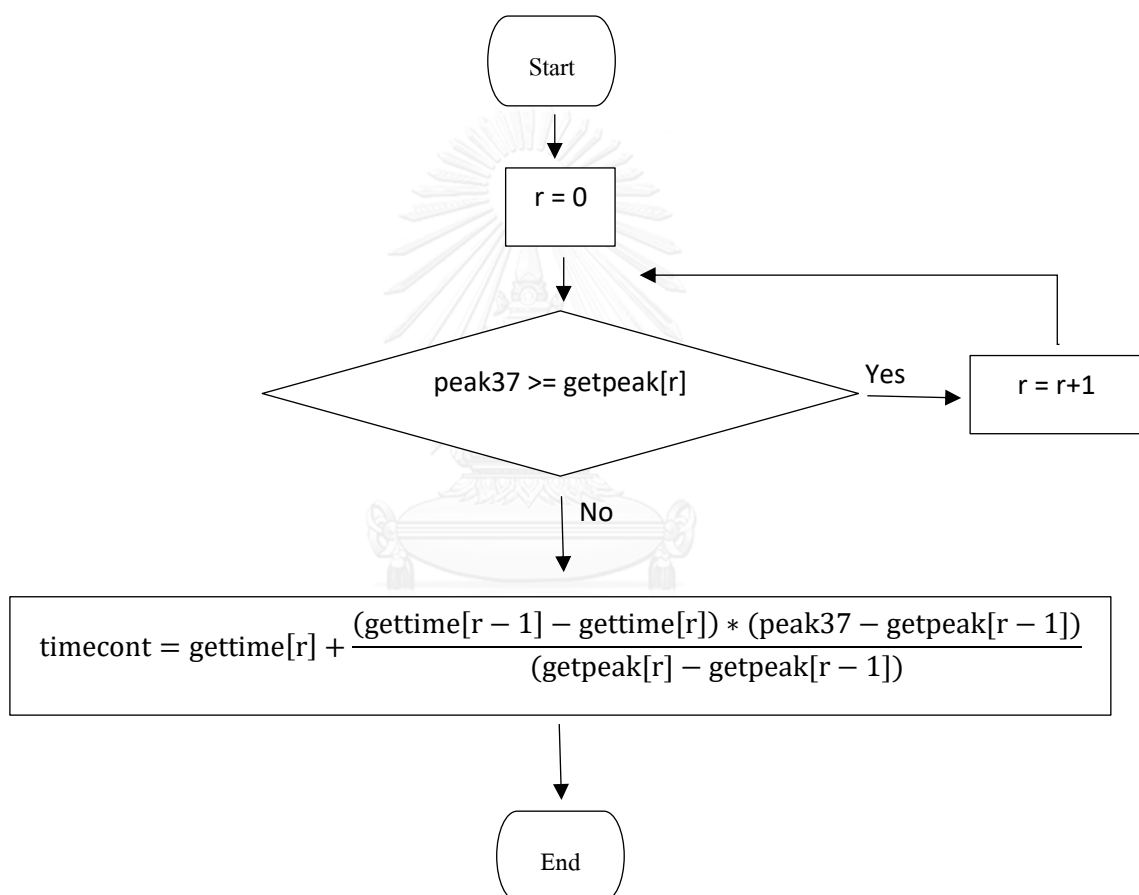 Start
r = 0
peak37 >= getpeak[r]
Yes
r = r+1
No
timecont = gettime[r] + (gettime[r − 1] − gettime[r]) ∗ (peak37 − getpeak[r − 1])
(getpeak[r] − getpeak[r − 1])
End